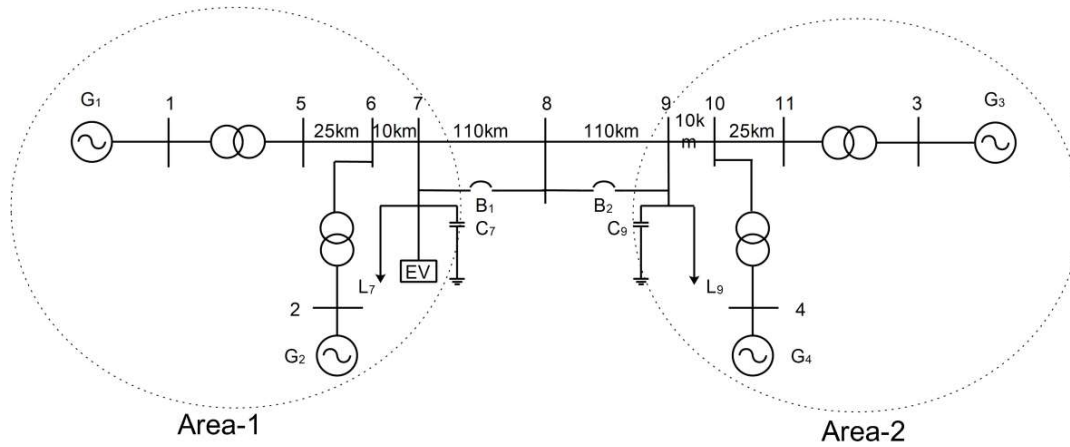 G₁
1
5
6
7
8
9
10
11
3
G₃
25km
10km
110km
110km
10k
m
25km
B₁
B₂
C₇
C₉
EV
L₇
L₉
2
4
G₂
G₄
Area-1
Area-2